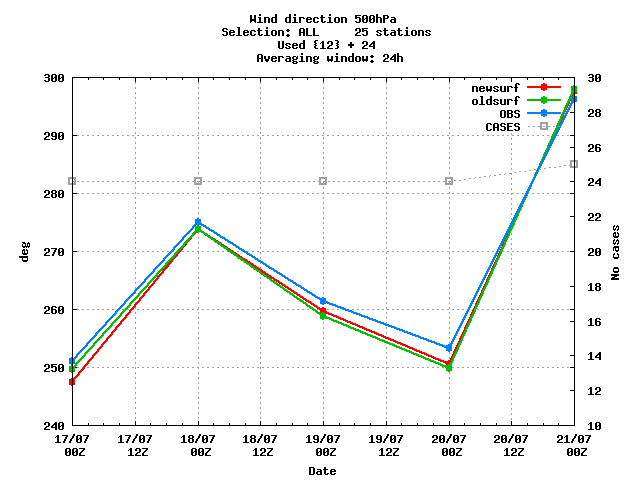 Wind direction 500hPa
Selection: ALL     25 stations
Used {12} + 24
Averaging window: 24h
300 30
newsurf
oldsurf
OBS
CASES
290 28
280 26
270 24
260 22
250 20
240 18
16
14
12
10
deg
No cases
17/07 17/07 18/07 18/07 19/07 19/07 20/07 20/07 21/07
00Z 12Z 00Z 12Z 00Z 12Z 00Z 12Z 00Z
Date